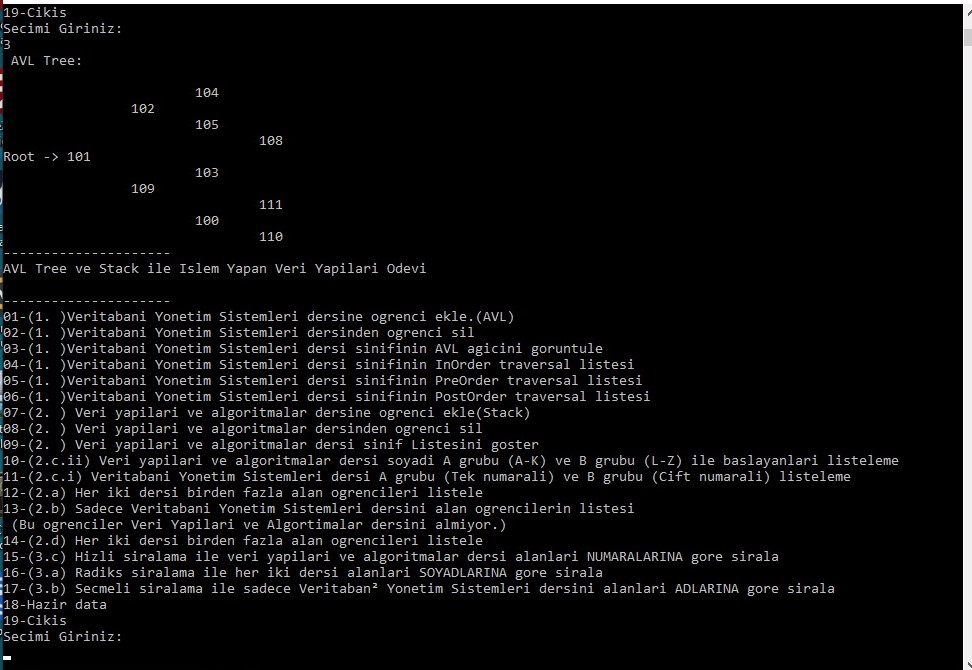 19-Cikis
Secimi Giriniz:
3
AVL Tree:
104
102
105
108
Root -> 101
103
109
111
100
110
---------------------
AVL Tree ve Stack ile Islem Yapan Veri Yapilari Odevi
---------------------
01-(1. )Veritabani Yonetim Sistemleri dersine ogrenci ekle.(AVL)
02-(1. )Veritabani Yonetim Sistemleri dersinden ogrenci sil
03-(1. )Veritabani Yonetim Sistemleri dersi sinifinin AVL agicini goruntule
04-(1. )Veritabani Yonetim Sistemleri dersi sinifinin InOrder traversal listesi
05-(1. )Veritabani Yonetim Sistemleri dersi sinifinin PreOrder traversal listesi
06-(1. )Veritabani Yonetim Sistemleri dersi sinifinin PostOrder traversal listesi
07-(2. ) Veri yapilari ve algoritmalar dersine ogrenci ekle(Stack)
08-(2. ) Veri yapilari ve algoritmalar dersinden ogrenci sil
09-(2. ) Veri yapilari ve algoritmalar dersi sinif Listesini goster
10-(2.c.ii) Veri yapilari ve algoritmalar dersi soyadi A grubu (A-K) ve B grubu (L-Z) ile baslayanlari listeleme
11-(2.c.i) Veritabani Yonetim Sistemleri dersi A grubu (Tek numarali) ve B grubu (Cift numarali) listeleme
12-(2.a) Her iki dersi birden fazla alan ogrencileri listele
13-(2.b) Sadece Veritabani Yonetim Sistemleri dersini alan ogrencilerin listesi
(Bu ogrenciler Veri Yapilari ve Algortimalar dersini almiyor.)
14-(2.d) Her iki dersi birden fazla alan ogrencileri listele
15-(3.c) Hizli siralama ile veri yapilari ve algoritmalar dersi alanlari NUMARALARINA gore sirala
16-(3.a) Radiks siralama ile her iki dersi alanlari SOYADLARINA gore sirala
17-(3.b) Secmeli siralama ile sadece Veritaban² Yonetim Sistemleri dersini alanlari ADLARINA gore sirala
18-Hazir data
19-Cikis
Secimi Giriniz: